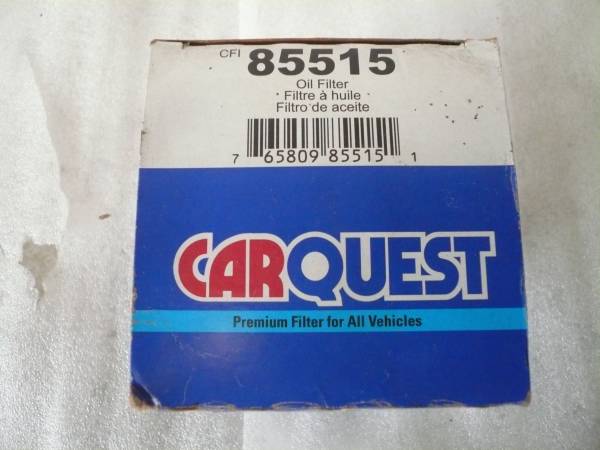 CFI 85515
Oil Filter
Filtre à huile
Filtro de aceite
7 65809 85515 1
CARQUEST
Premium Filter for All Vehicles